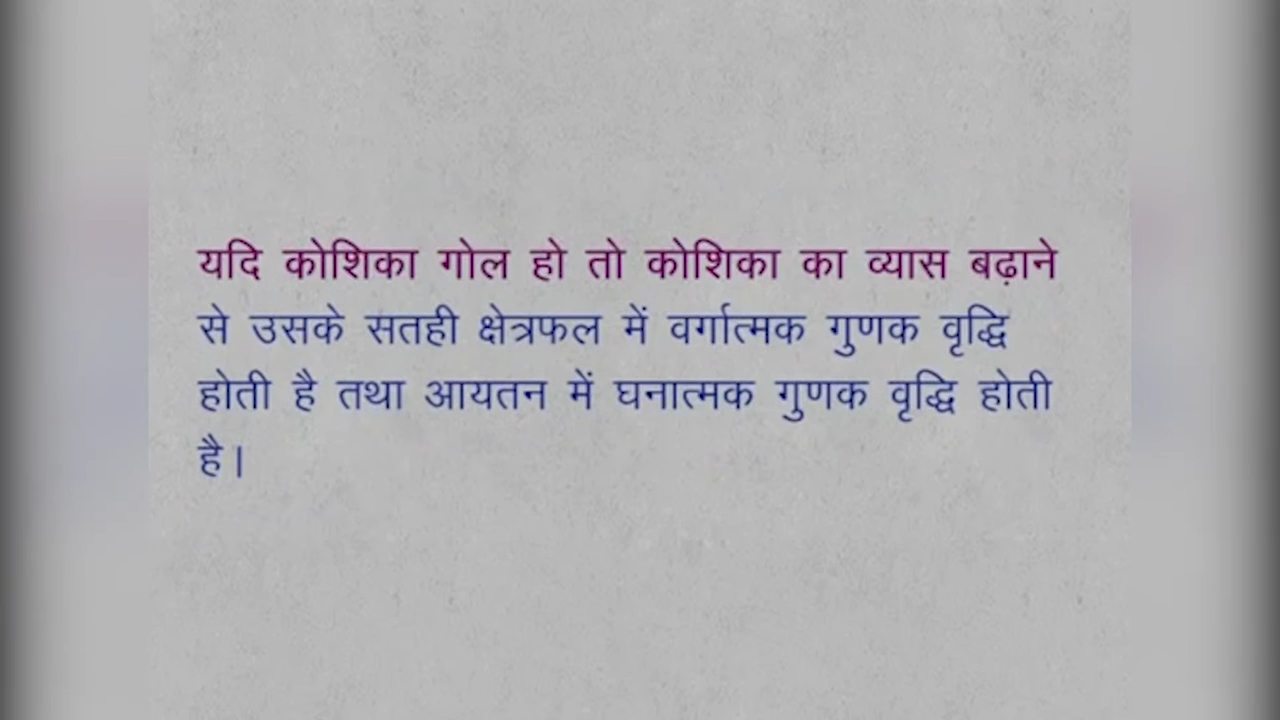 यदि कोशिका गोल हो तो कोशिका का व्यास बढ़ाने
से उसके सतही क्षेत्रफल में वर्गात्मक गुणक वृद्धि
होती है तथा आयतन में घनात्मक गुणक वृद्धि होती
है।